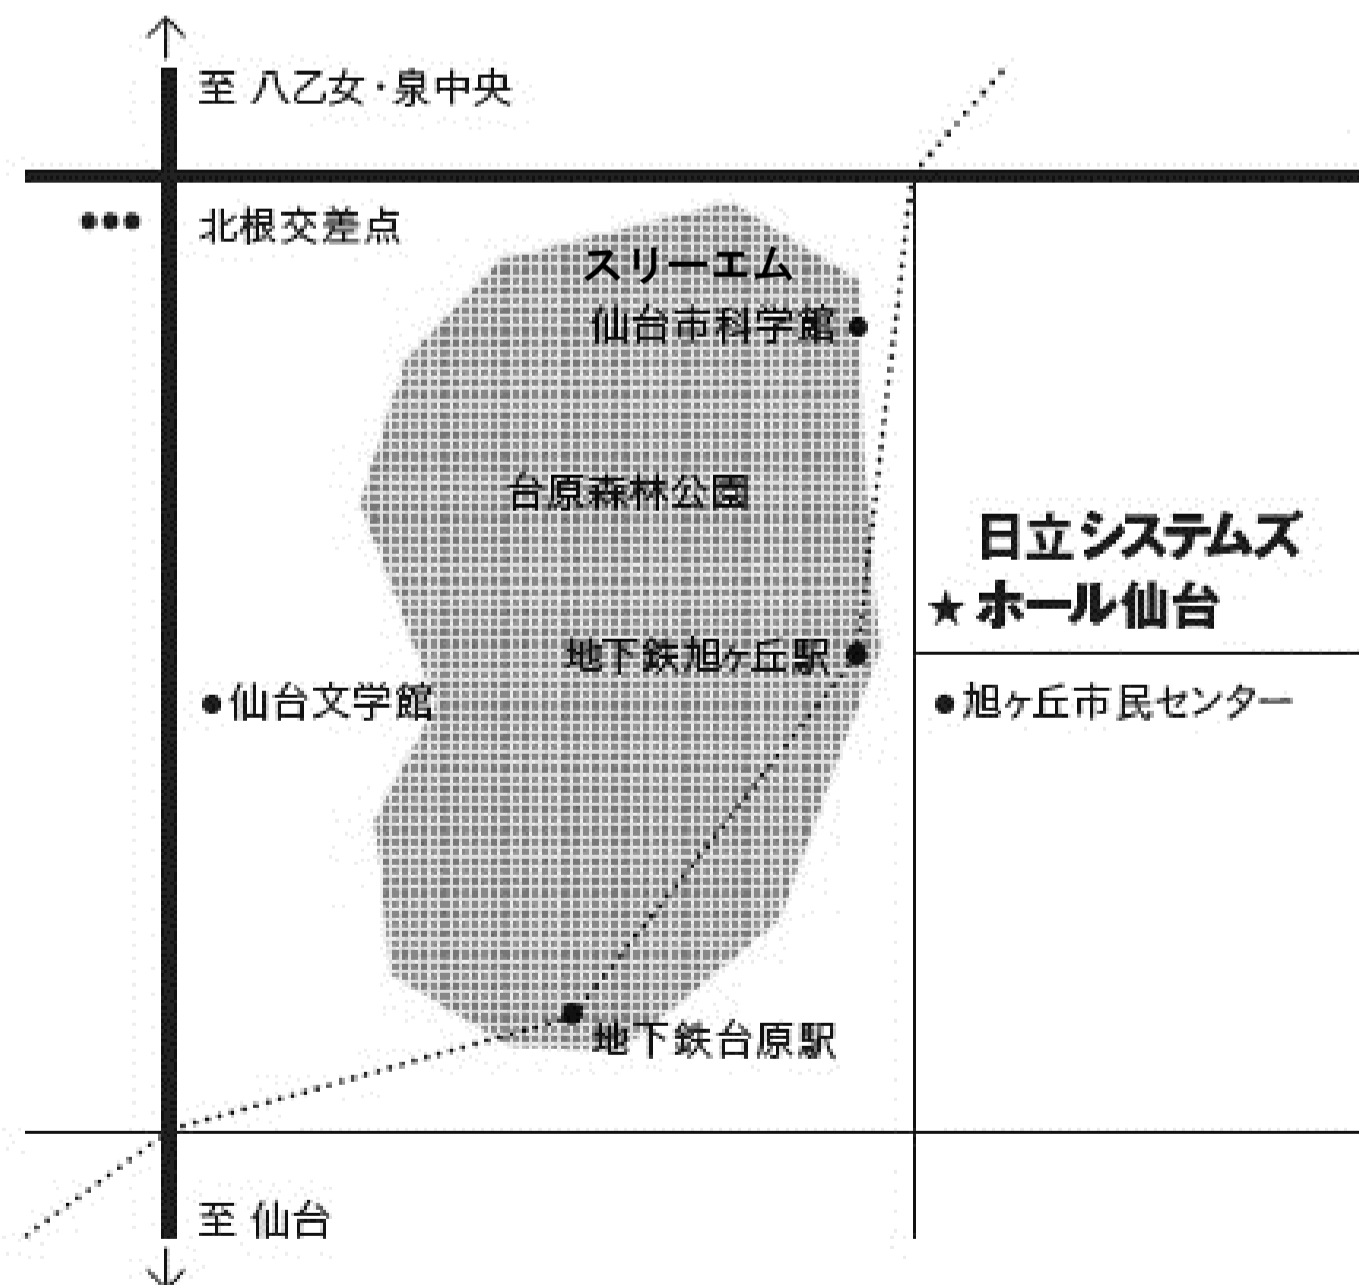 至 八乙女・泉中央
北根交差点
スリーエム
仙台市科学館
台原森林公園
日立システムズ
★ホール仙台
地下鉄旭ヶ丘駅
●仙台文学館
●旭ヶ丘市民センター
地下鉄台原駅
至 仙台